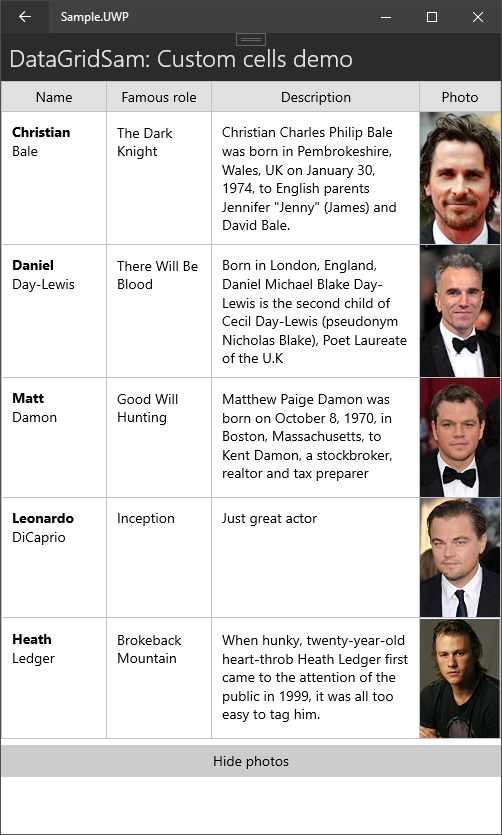 Sample.UWP
DataGridSam: Custom cells demo
Name Famous role Description Photo
Christian
Bale
The Dark
Knight
Christian Charles Philip Bale
was born in Pembrokeshire,
Wales, UK on January 30,
1974, to English parents
Jennifer "Jenny" (James) and
David Bale.
Daniel
Day-Lewis
There Will Be
Blood
Born in London, England,
Daniel Michael Blake Day-
Lewis is the second child of
Cecil Day-Lewis (pseudonym
Nicholas Blake), Poet Laureate
of the U.K
Matt
Damon
Good Will
Hunting
Matthew Paige Damon was
born on October 8, 1970, in
Boston, Massachusetts, to
Kent Damon, a stockbroker,
realtor and tax preparer
Leonardo
DiCaprio
Inception
Just great actor
Heath
Ledger
Brokeback
Mountain
When hunky, twenty-year-old
heart-throb Heath Ledger first
came to the attention of the
public in 1999, it was all too
easy to tag him.
Hide photos